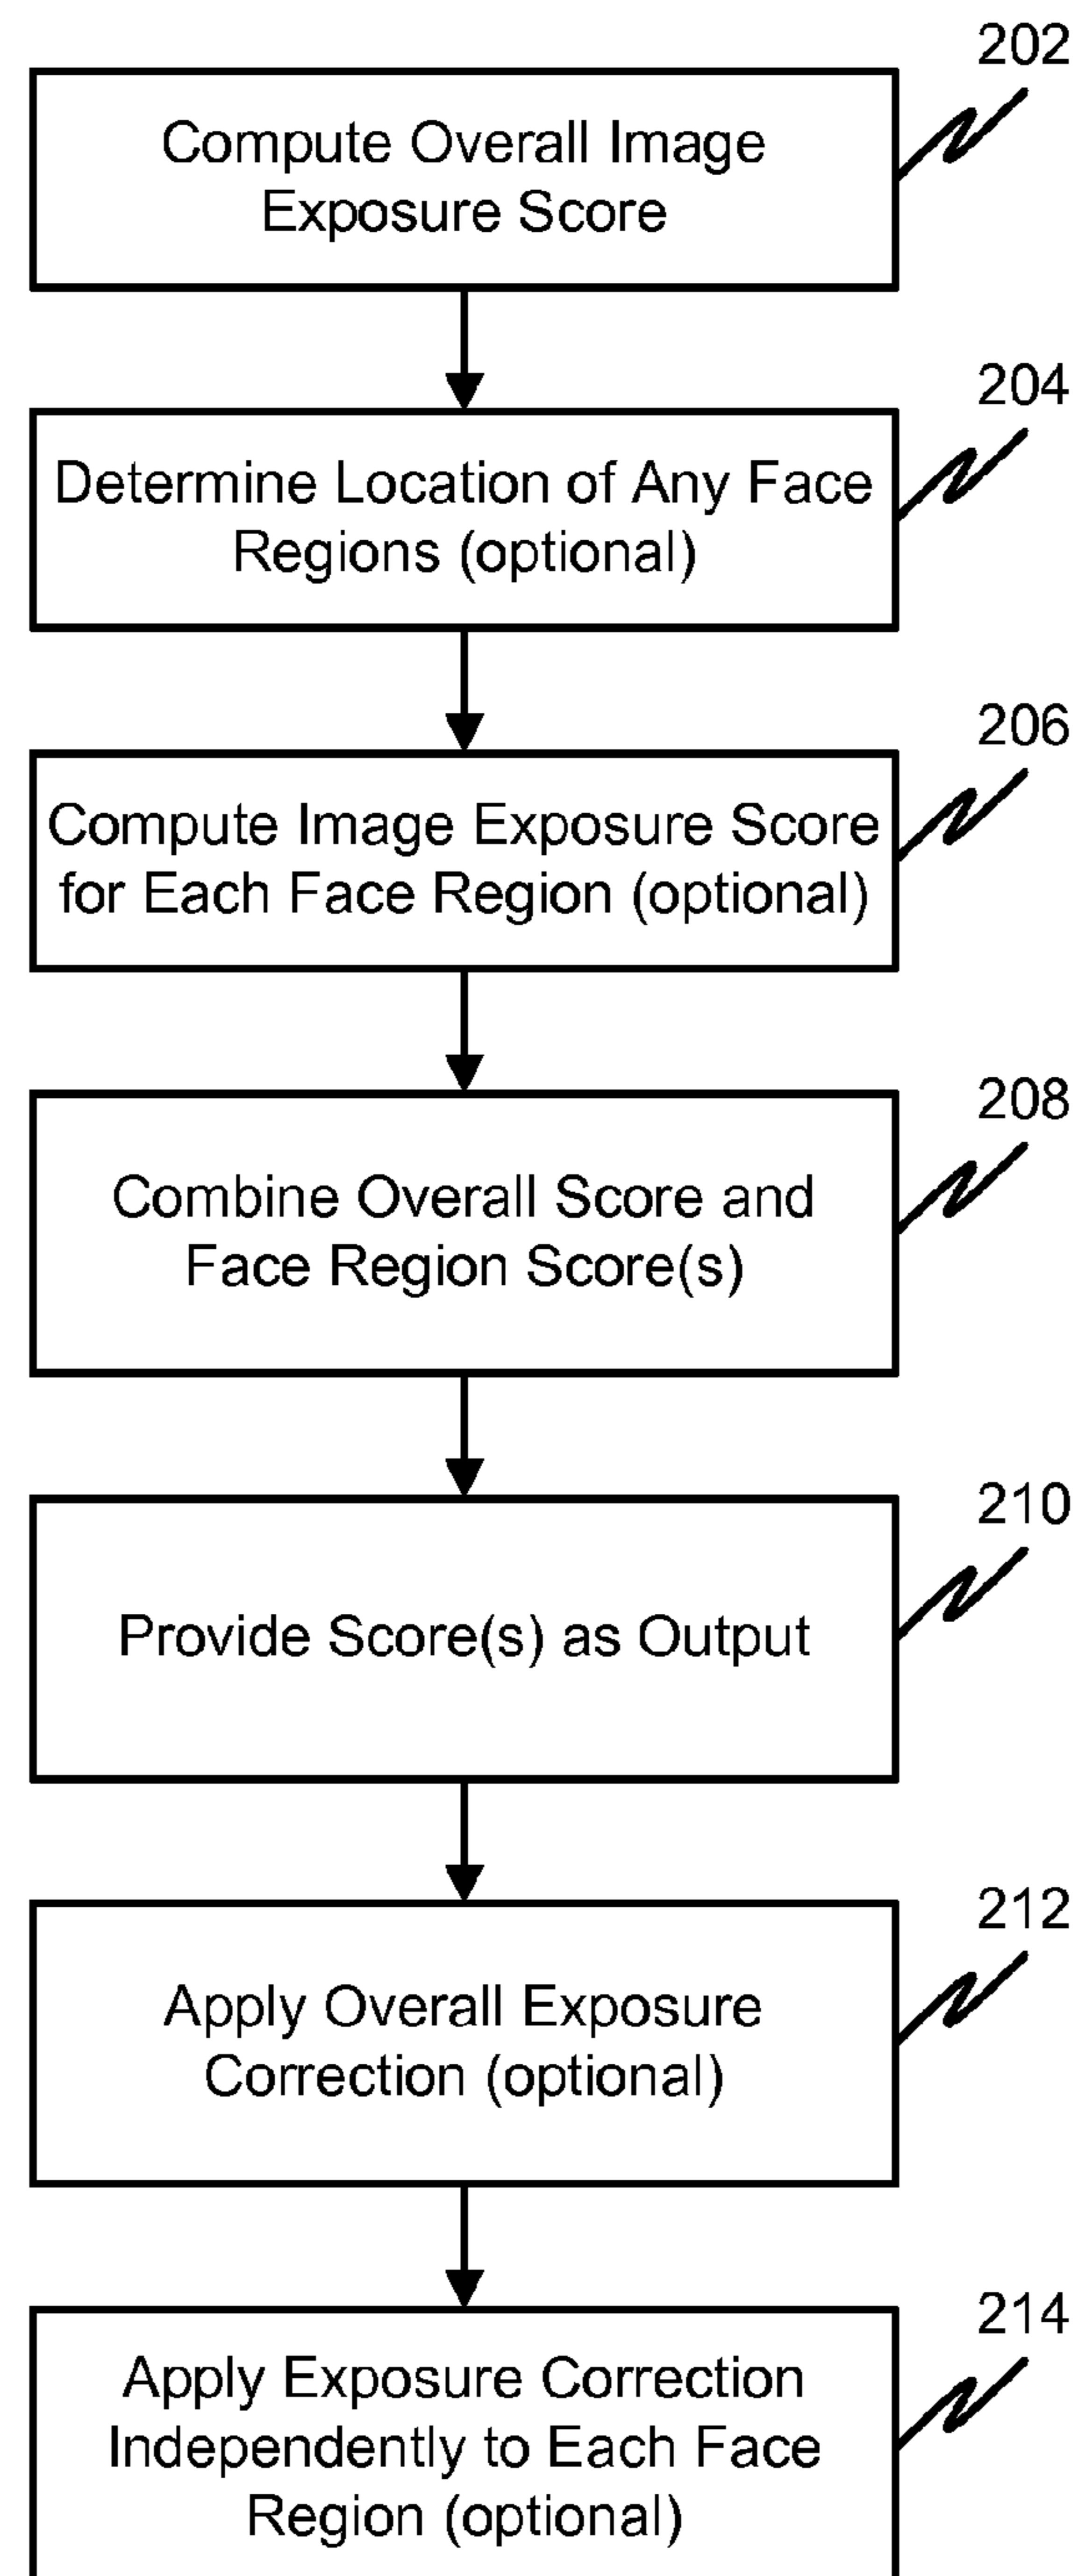 202
Compute Overall Image
Exposure Score
204
Determine Location of Any Face
Regions (optional)
206
Compute Image Exposure Score
for Each Face Region (optional)
208
Combine Overall Score and
Face Region Score(s)
210
Provide Score(s) as Output
212
Apply Overall Exposure
Correction (optional)
214
Apply Exposure Correction
Independently to Each Face
Region (optional)